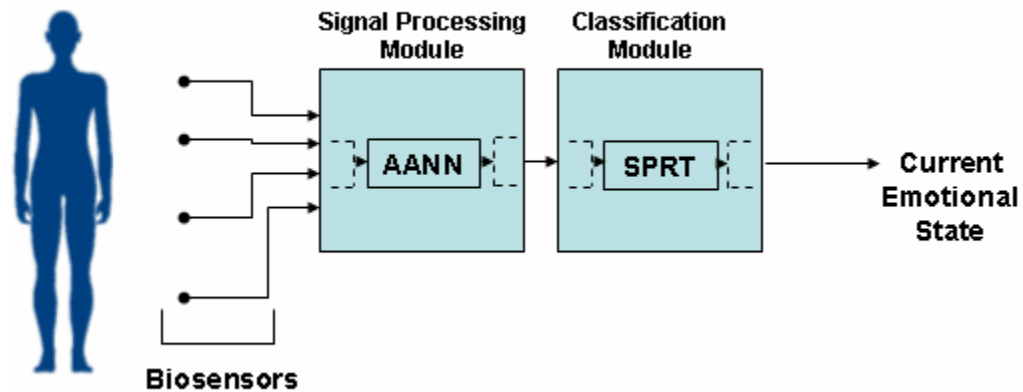 Signal Processing
Module
Classification
Module
AANN
SPRT
Current
Emotional
State
Biosensors